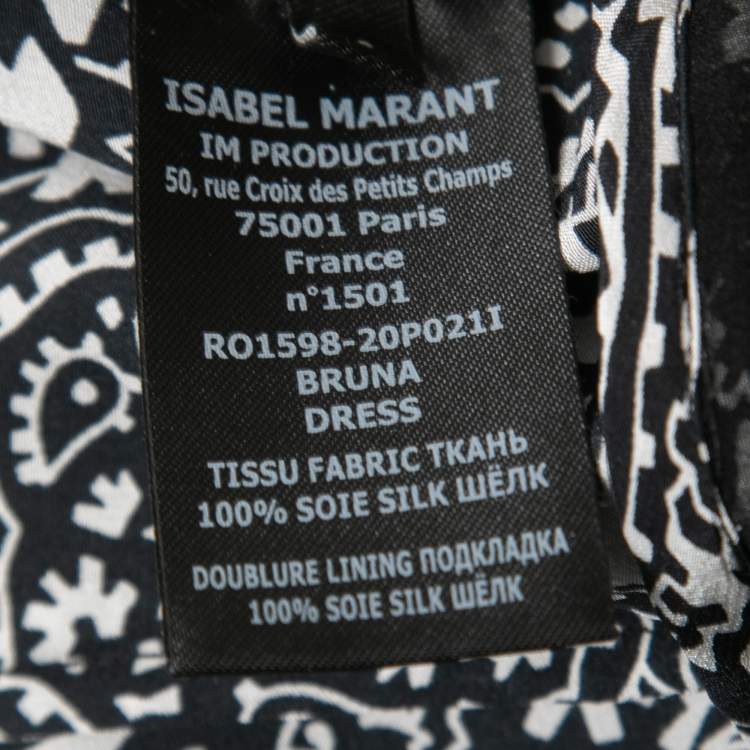 ISABEL MARANT
IM PRODUCTION
50, rue Croix des Petits Champs
75001 Paris
France
n°1501
RO1598-20P021I
BRUNA
DRESS
TISSU FABRIC ТКАНЬ
100% SOIE SILK ШЁЛК
DOUBLURE LINING ПОДКЛАДКА
100% SOIE SILK ШЁЛК